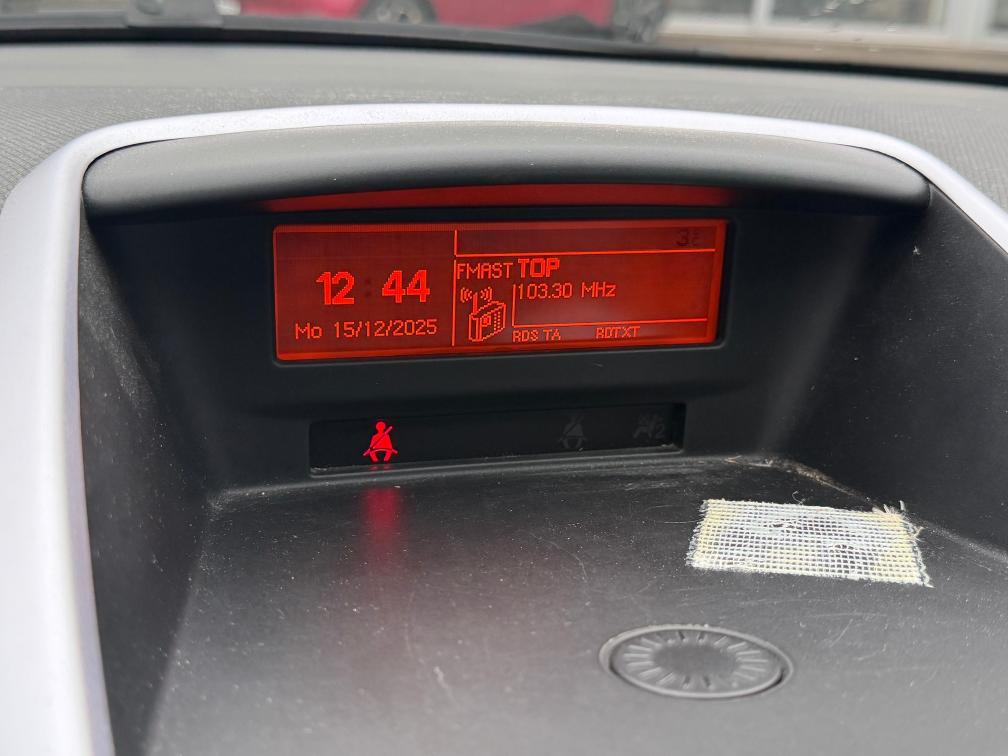 12:44
Mo 15/12/2025
FMAST TOP
103.30 MHz
RDS TA RDTXT